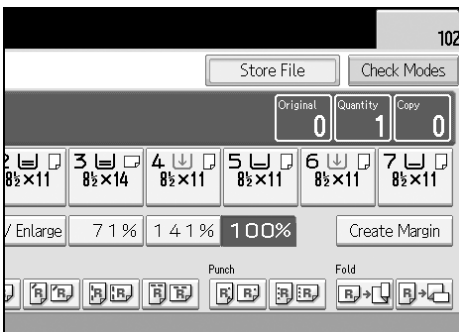 102
Store File Check Modes
Original Quantity Copy
0 1 0
2 3 4 5 6 7
8½×11 8½×14 8½×11 8½×11 8½×11 8½×11
/ Enlarge 71% 141% 100% Create Margin
Punch Fold
R R R R R R R R R R R R